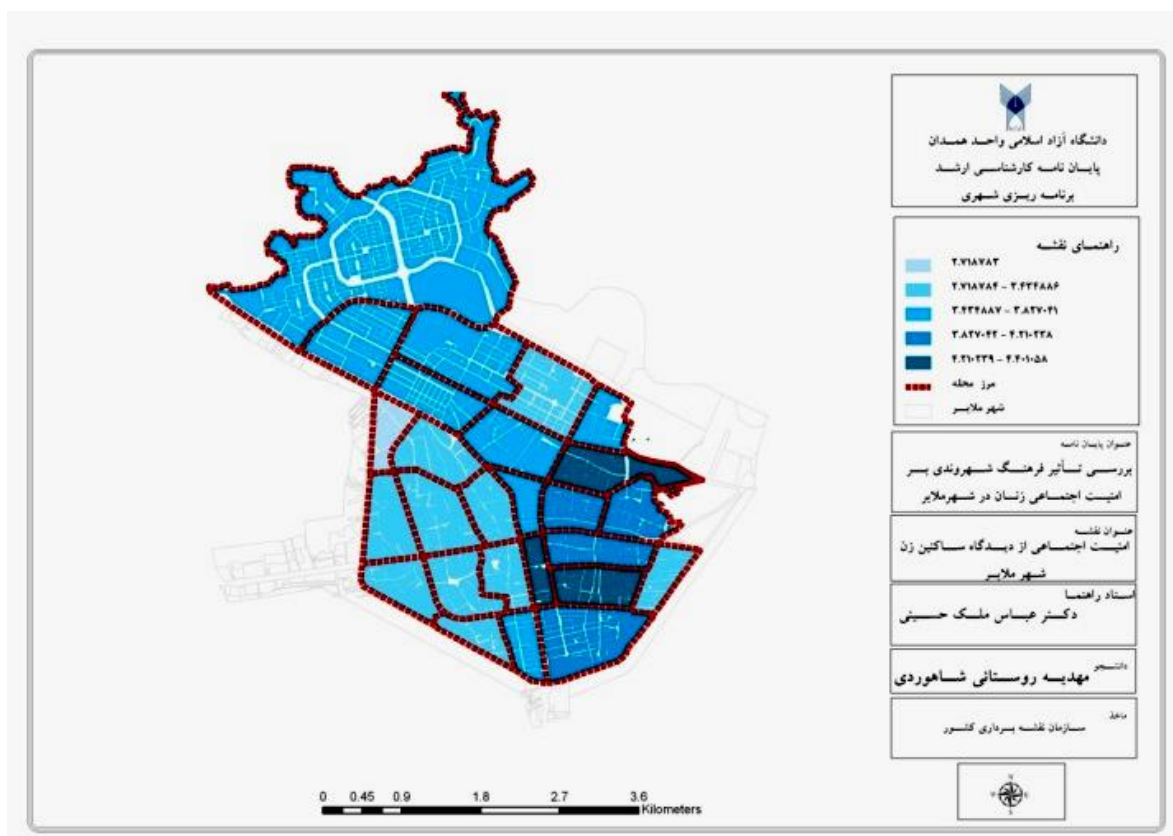 دانشگاه آزاد اسلامی واحد همدان
پایان نامه کارشناسی ارشد
برنامه ریزی شهری
راهنمای نقشه
۲.۷۱۸۷۸۳
۲.۷۱۸۷۸۴ - ۳.۴۳۴۸۸۶
۳.۴۳۴۸۸۷ - ۳.۸۲۷۰۴۱
۳.۸۲۷۰۴۲ - ۴.۲۱۰۲۳۸
۴.۲۱۰۲۳۹ - ۴.۴۰۱۰۵۸
مرز محله
شهر ملایر
عنوان پایان نامه
بررسی تأثیر فرهنگ شهروندی بر
امنیت اجتماعی زنان در شهرملایر
عنوان نقشه
امنیت اجتماعی از دیدگاه ساکنین زن
شهر ملایر
استاد راهنما
دکتر عباس ملک حسینی
دانشجو
مهدیه روستائی شاهوردی
ماخذ
سازمان نقشه برداری کشور
N
0 0.45 0.9 1.8 2.7 3.6
Kilometers